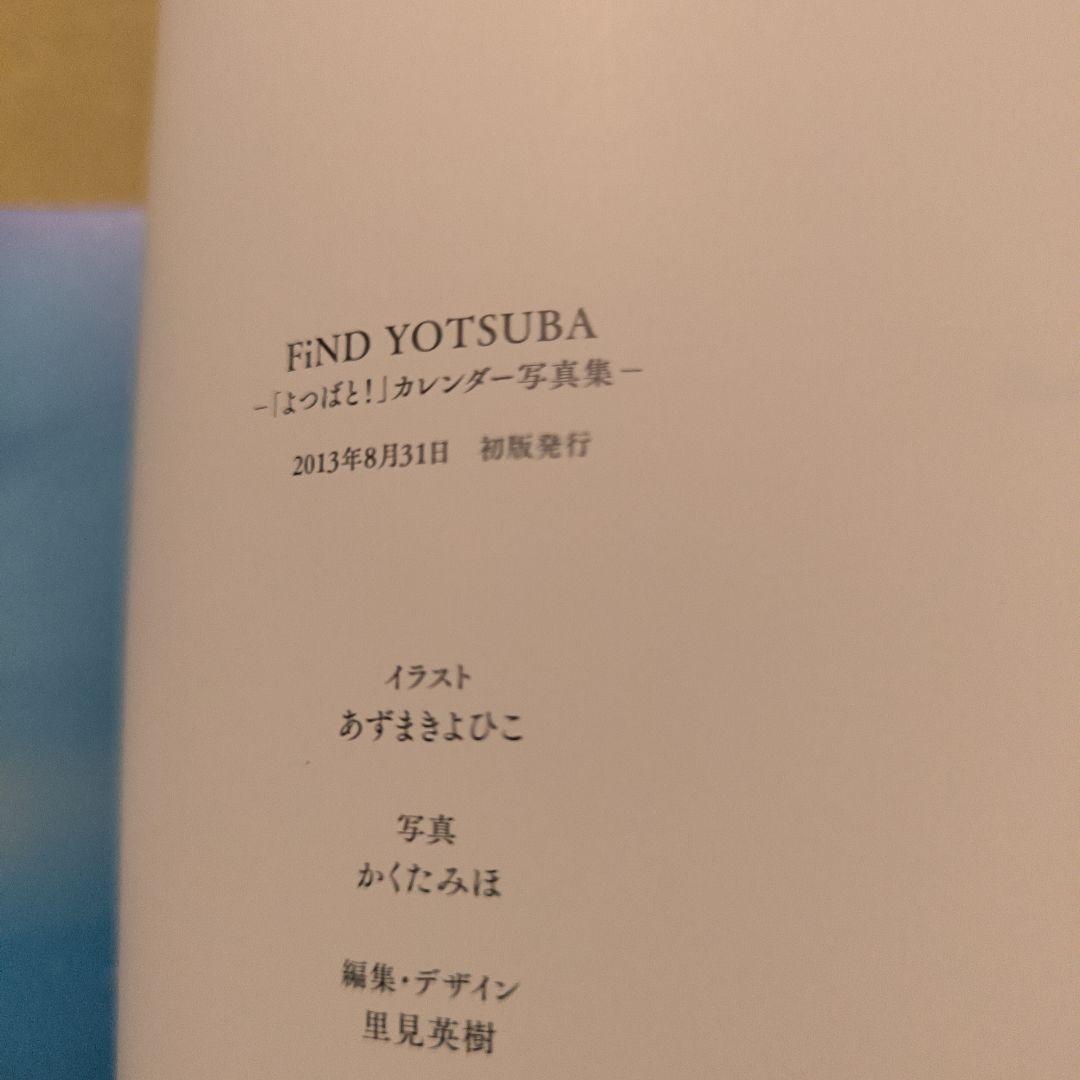 FiND YOTSUBA
−「よつばと!」カレンダー写真集−
2013年8月31日　初版発行
イラスト
あずまきよひこ
写真
かくたみほ
編集・デザイン
里見英樹